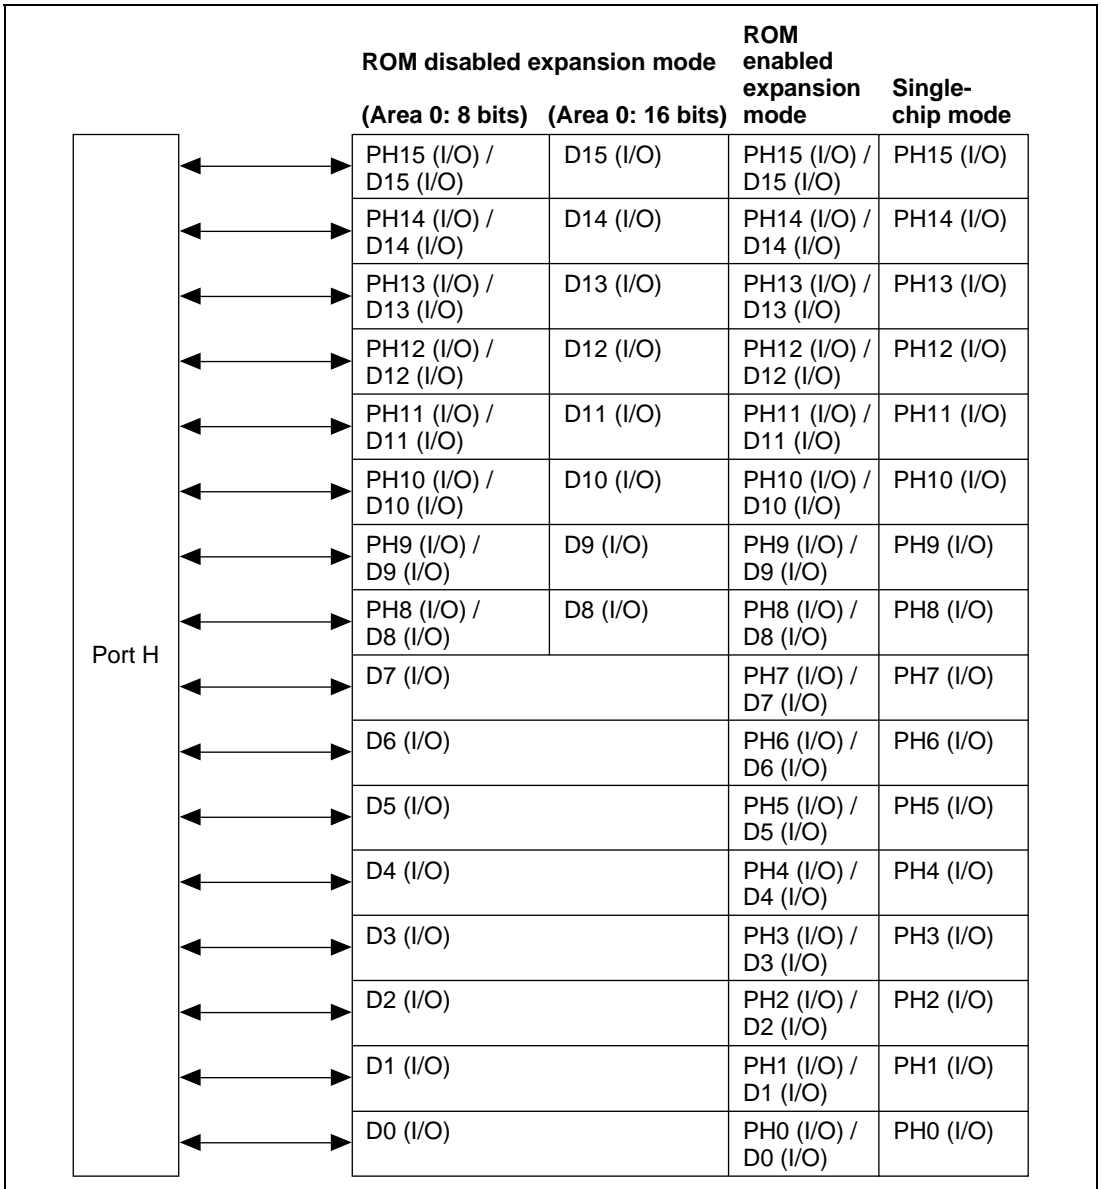 ROM disabled expansion mode
(Area 0: 8 bits) (Area 0: 16 bits)
ROM
enabled
expansion
mode
Single-
chip mode
Port H
PH15 (I/O) / D15 (I/O) PH15 (I/O) / PH15 (I/O)
D15 (I/O) D15 (I/O)
PH14 (I/O) / D14 (I/O) PH14 (I/O) / PH14 (I/O)
D14 (I/O) D14 (I/O)
PH13 (I/O) / D13 (I/O) PH13 (I/O) / PH13 (I/O)
D13 (I/O) D13 (I/O)
PH12 (I/O) / D12 (I/O) PH12 (I/O) / PH12 (I/O)
D12 (I/O) D12 (I/O)
PH11 (I/O) / D11 (I/O) PH11 (I/O) / PH11 (I/O)
D11 (I/O) D11 (I/O)
PH10 (I/O) / D10 (I/O) PH10 (I/O) / PH10 (I/O)
D10 (I/O) D10 (I/O)
PH9 (I/O) / D9 (I/O) PH9 (I/O) / PH9 (I/O)
D9 (I/O) D9 (I/O)
PH8 (I/O) / D8 (I/O) PH8 (I/O) / PH8 (I/O)
D8 (I/O) D8 (I/O)
D7 (I/O) PH7 (I/O) / PH7 (I/O)
D7 (I/O)
D6 (I/O) PH6 (I/O) / PH6 (I/O)
D6 (I/O)
D5 (I/O) PH5 (I/O) / PH5 (I/O)
D5 (I/O)
D4 (I/O) PH4 (I/O) / PH4 (I/O)
D4 (I/O)
D3 (I/O) PH3 (I/O) / PH3 (I/O)
D3 (I/O)
D2 (I/O) PH2 (I/O) / PH2 (I/O)
D2 (I/O)
D1 (I/O) PH1 (I/O) / PH1 (I/O)
D1 (I/O)
D0 (I/O) PH0 (I/O) / PH0 (I/O)
D0 (I/O)